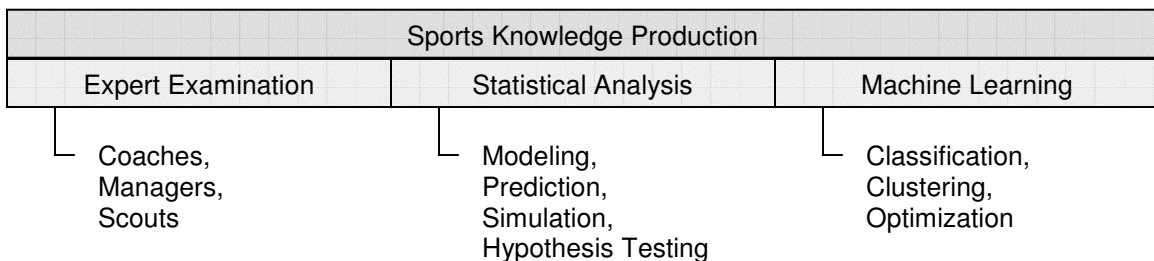 Sports Knowledge Production
Expert Examination
Statistical Analysis
Machine Learning
Coaches,
Managers,
Scouts
Modeling,
Prediction,
Simulation,
Hypothesis Testing
Classification,
Clustering,
Optimization